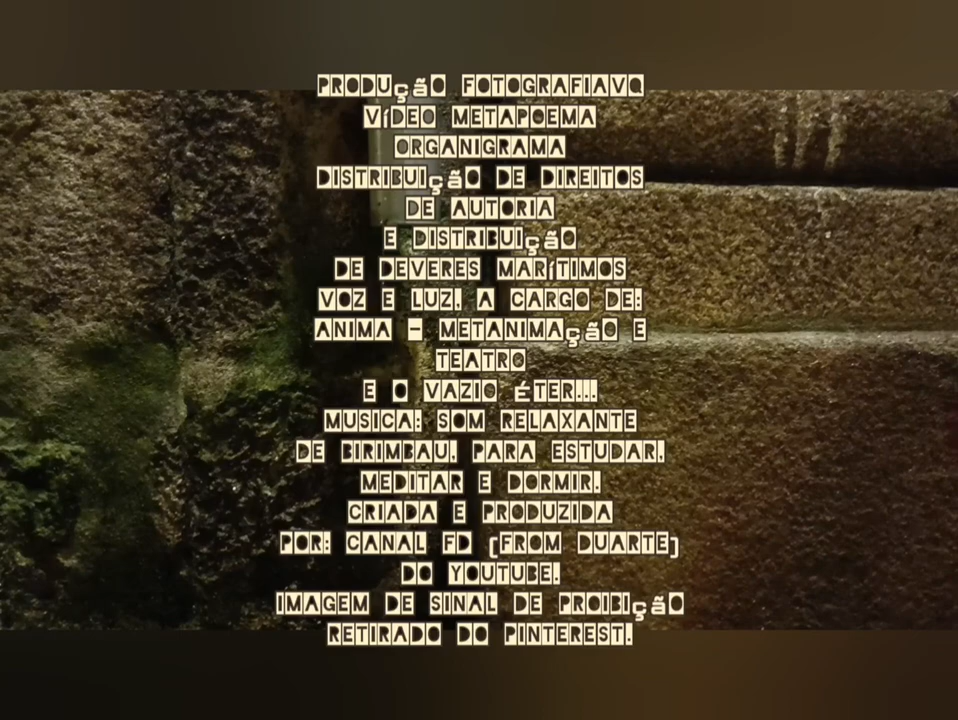 PRODUÇÃO FOTOGRAFIAVQ
VÍDEO METAPOEMA
ORGANIGRAMA
DISTRIBUIÇÃO DE DIREITOS
DE AUTORIA
E DISTRIBUIÇÃO
DE DEVERES MARÍTIMOS
VOZ E LUZ, A CARGO DE:
ANIMA - METANIMAÇÃO E
TEATRO
E O VAZIO ÉTER...
MUSICA: SOM RELAXANTE
DE BIRIMBAU, PARA ESTUDAR,
MEDITAR E DORMIR.
CRIADA E PRODUZIDA
POR: CANAL FD (FROM DUARTE)
DO YOUTUBE.
IMAGEM DE SINAL DE PROIBIÇÃO
RETIRADO DO PINTEREST.